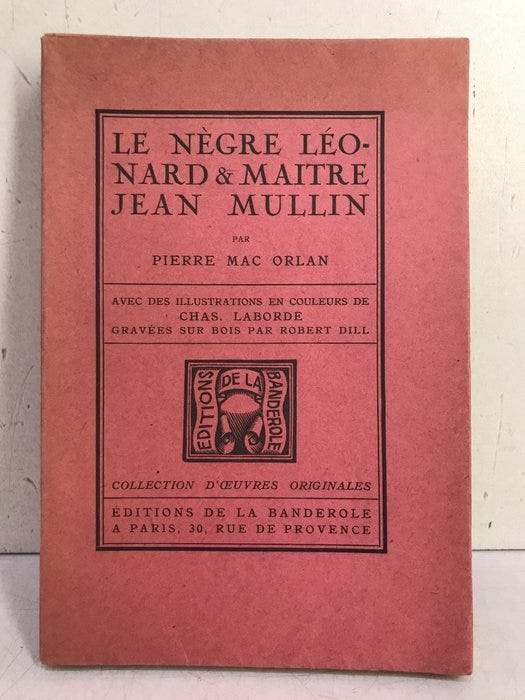 LE NÈGRE LÉO-
NARD & MAITRE
JEAN MULLIN
PAR
PIERRE MAC ORLAN
AVEC DES ILLUSTRATIONS EN COULEURS DE
CHAS. LABORDE
GRAVÉES SUR BOIS PAR ROBERT DILL
EDITIONS DE LA BANDEROLE
COLLECTION D'ŒUVRES ORIGINALES
ÉDITIONS DE LA BANDEROLE
A PARIS, 30, RUE DE PROVENCE